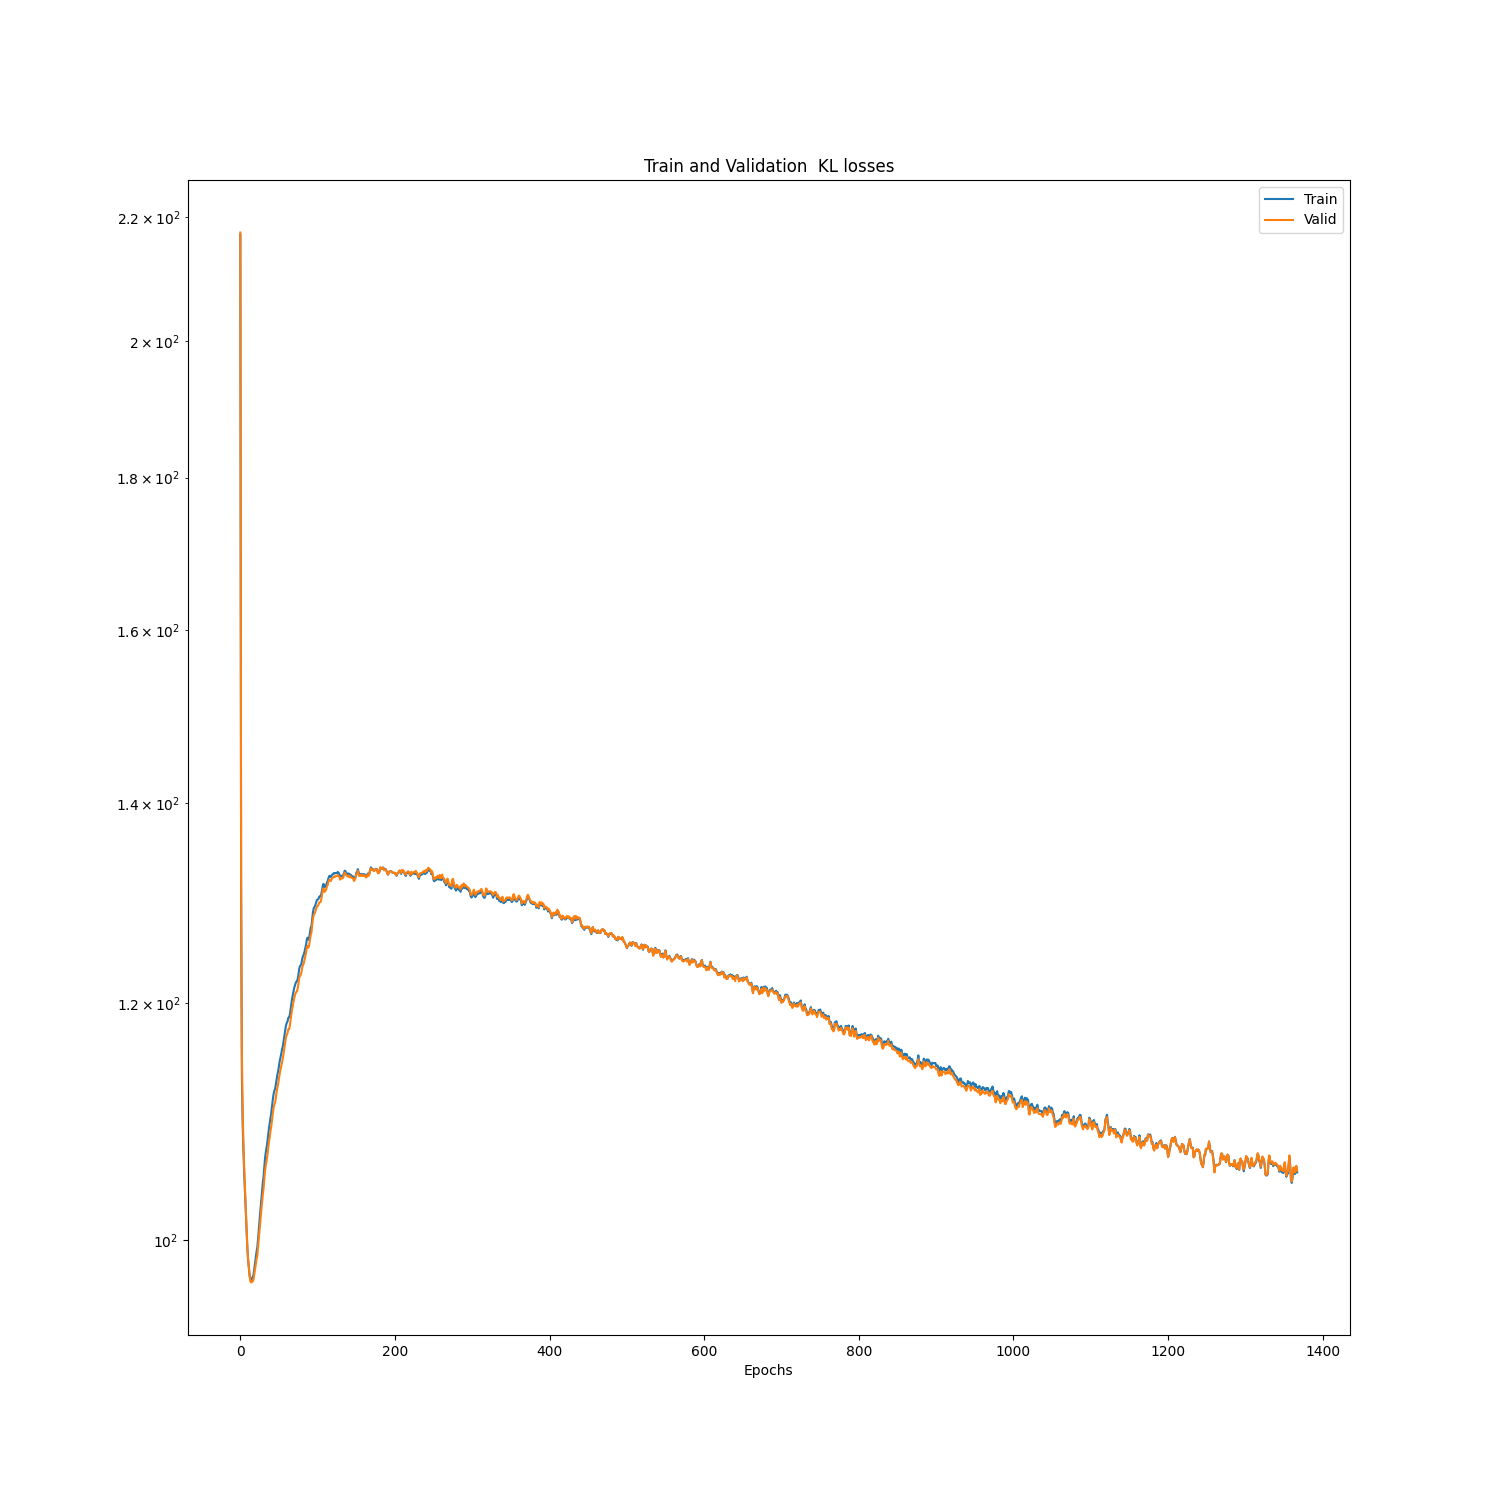 Train and Validation  KL losses
Train
Valid
2.2 × 10²
2 × 10²
1.8 × 10²
1.6 × 10²
1.4 × 10²
1.2 × 10²
10²
0 200 400 600 800 1000 1200 1400
Epochs